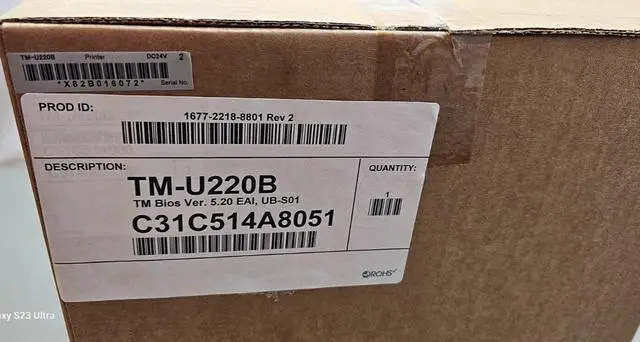 TM-U220B Printer DC24V 2
*X82B016072* Serial No.
PROD ID:
1677-2218-8801 Rev 2
DESCRIPTION:
QUANTITY:
TM-U220B
TM Bios Ver. 5.20 EAI, UB-S01
C31C514A8051
1
ROHS
xy S23 Ultra